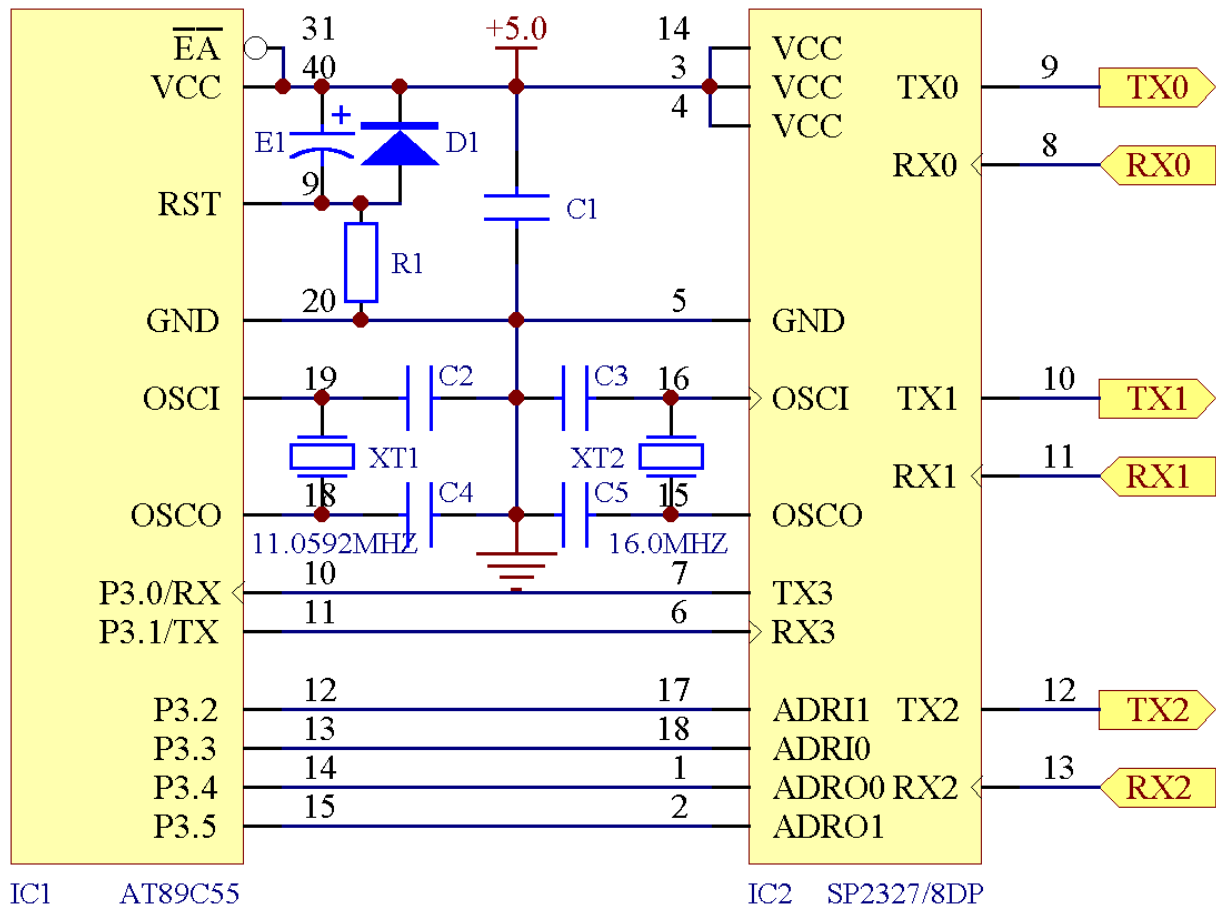 31 +5.0 14
EA VCC
40 3 9
VCC VCC TX0 TX0
4
E1 + D1 VCC 8
9 RX0 RX0
RST C1
R1
20 5
GND GND
19 C2 C3 16 10
OSCI OSCI TX1 TX1
XT1 XT2 11
18 C4 C5 15 RX1 RX1
OSCO OSCO
11.0592MHZ 16.0MHZ
10 7
P3.0/RX TX3
11 6
P3.1/TX RX3
12 17 12
P3.2 ADRI1 TX2 TX2
13 18
P3.3 ADRI0
14 1 13
P3.4 ADRO0 RX2 RX2
15 2
P3.5 ADRO1
IC1 AT89C55 IC2 SP2327/8DP